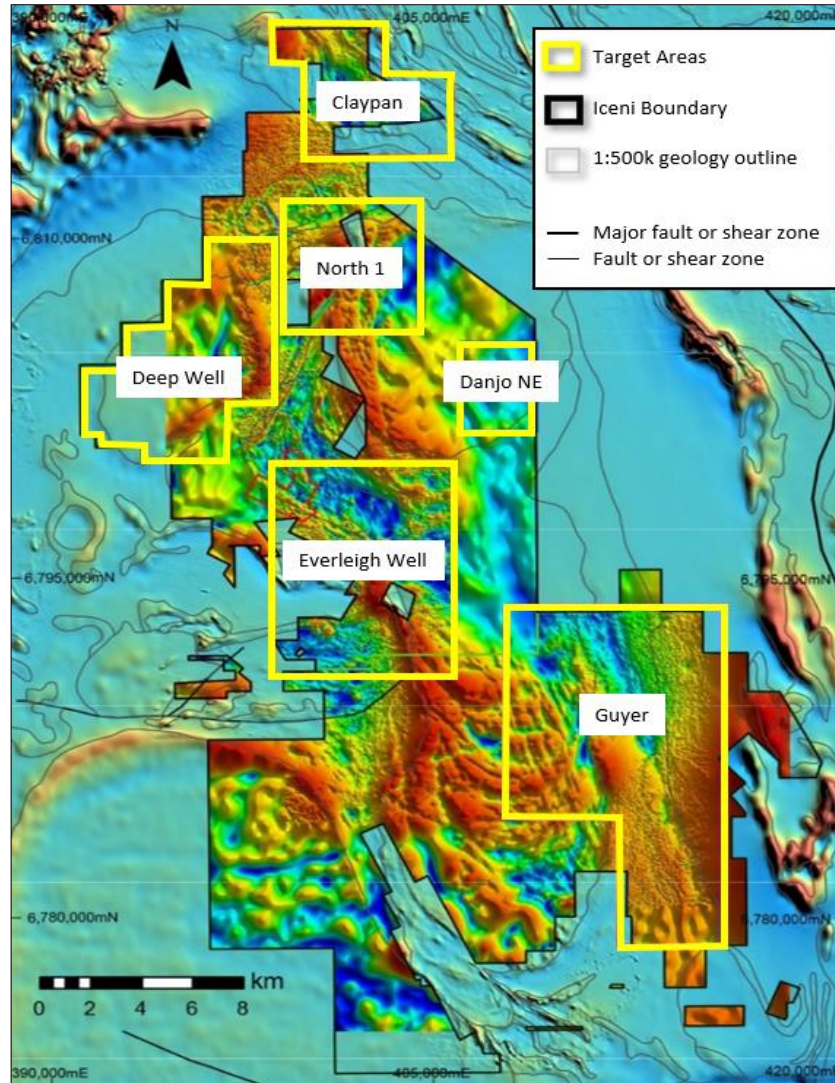 390,000mE
405,000mE
420,000mE
N
Target Areas
Iceni Boundary
1:500k geology outline
Major fault or shear zone
Fault or shear zone
Claypan
6,810,000mN
North 1
Deep Well
Danjo NE
Everleigh Well
6,795,000mN
6,795,000mN
Guyer
6,780,000mN
6,780,000mN
km
0 2 4 6 8
390,000mE
405,000mE
420,000mE